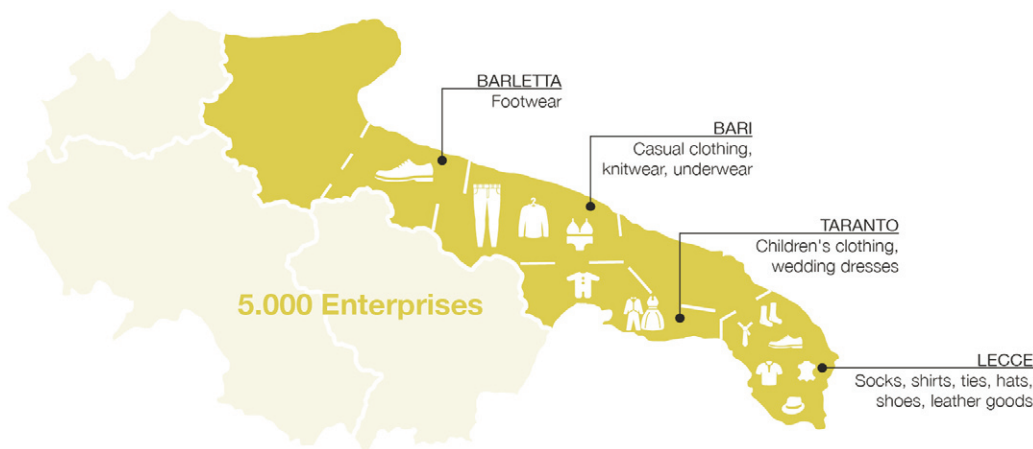 BARLETTA
Footwear
BARI
Casual clothing,
knitwear, underwear
TARANTO
Children's clothing,
wedding dresses
5.000 Enterprises
LECCE
Socks, shirts, ties, hats,
shoes, leather goods